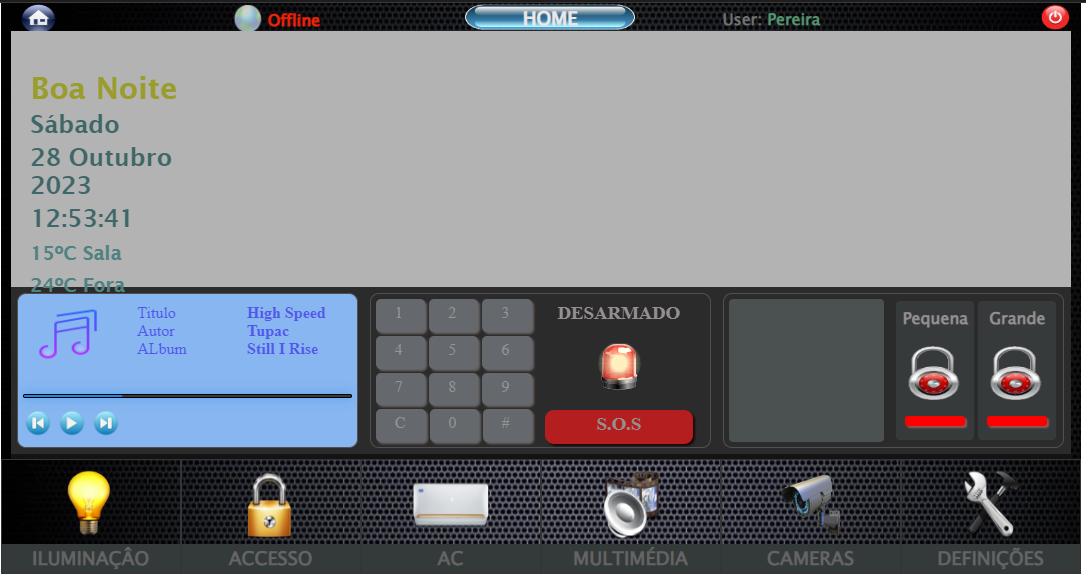 Offline
HOME
User: Pereira
Boa Noite
Sábado
28 Outubro
2023
12:53:41
15ºC Sala
24ºC Fora
Titulo High Speed
Autor Tupac
ALbum Still I Rise
1 2 3
4 5 6
7 8 9
C 0 #
DESARMADO
S.O.S
Pequena Grande
ILUMINAÇÂO ACCESSO AC MULTIMÉDIA CAMERAS DEFINIÇÕES